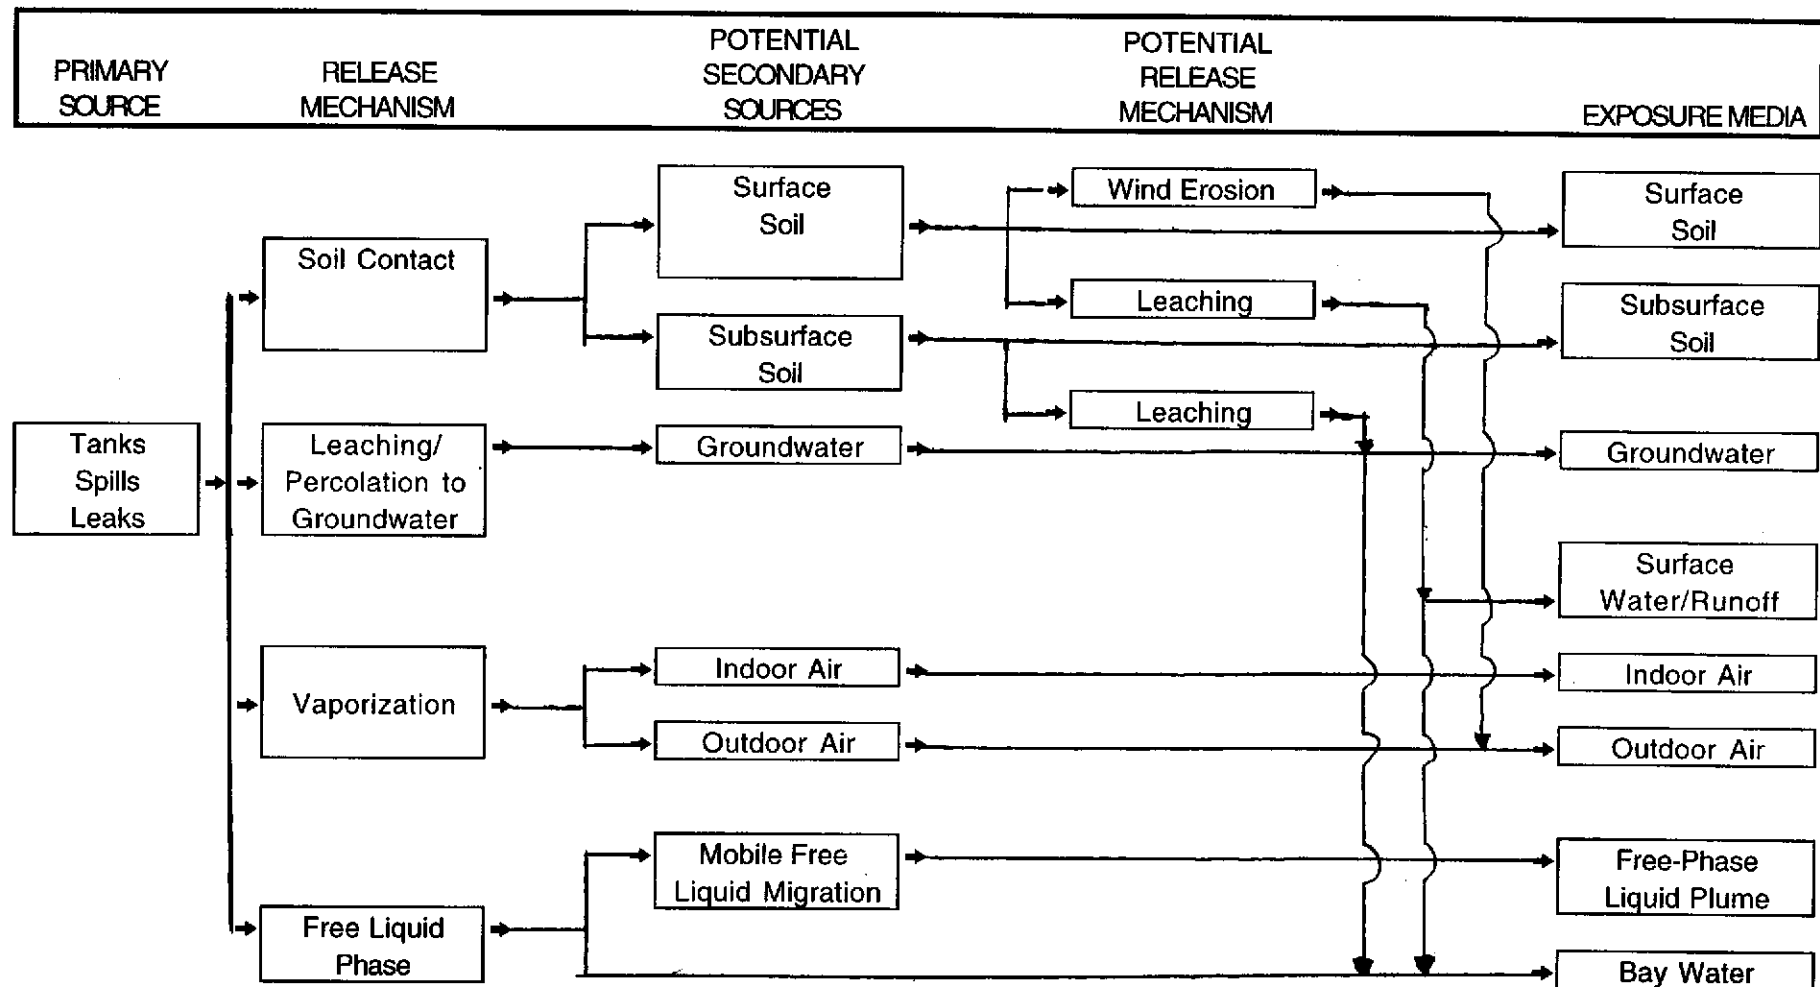 PRIMARY
SOURCE
RELEASE
MECHANISM
POTENTIAL
SECONDARY
SOURCES
POTENTIAL
RELEASE
MECHANISM
EXPOSURE MEDIA
Tanks
Spills
Leaks
Soil Contact
Leaching/
Percolation to
Groundwater
Vaporization
Free Liquid
Phase
Surface
Soil
Subsurface
Soil
Groundwater
Indoor Air
Outdoor Air
Mobile Free
Liquid Migration
Wind Erosion
Leaching
Leaching
Surface
Soil
Subsurface
Soil
Groundwater
Surface
Water/Runoff
Indoor Air
Outdoor Air
Free-Phase
Liquid Plume
Bay Water